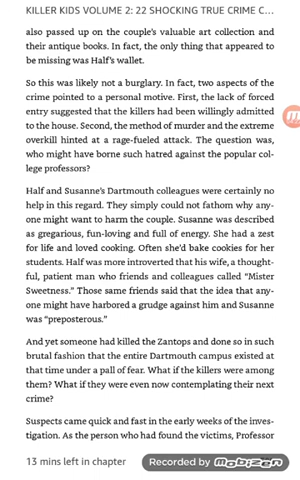 KILLER KIDS VOLUME 2: 22 SHOCKING TRUE CRIME C...
also passed up on the couple's valuable art collection and
their antique books. In fact, the only thing that appeared to
be missing was Half's wallet.
So this was likely not a burglary. In fact, two aspects of the
crime pointed to a personal motive. First, the lack of forced
entry suggested that the killers had been willingly admitted
to the house. Second, the method of murder and the extreme
overkill hinted at a rage-fueled attack. The question was,
who might have borne such hatred against the popular col-
lege professors?
Half and Susanne's Dartmouth colleagues were certainly no
help in this regard. They simply could not fathom why any-
one might want to harm the couple. Susanne was described
as gregarious, fun-loving and full of energy. She had a zest
for life and loved cooking. Often she'd bake cookies for her
students. Half was more introverted that his wife, a thought-
ful, patient man who friends and colleagues called “Mister
Sweetness.” Those same friends said that the idea that any-
one might have harbored a grudge against him and Susanne
was “preposterous.”
And yet someone had killed the Zantops and done so in such
brutal fashion that the entire Dartmouth campus existed at
that time under a pall of fear. What if the killers were among
them? What if they were even now contemplating their next
crime?
Suspects came quick and fast in the early weeks of the inves-
tigation. As the person who had found the victims, Professor
13 mins left in chapter
Recorded by mobizen